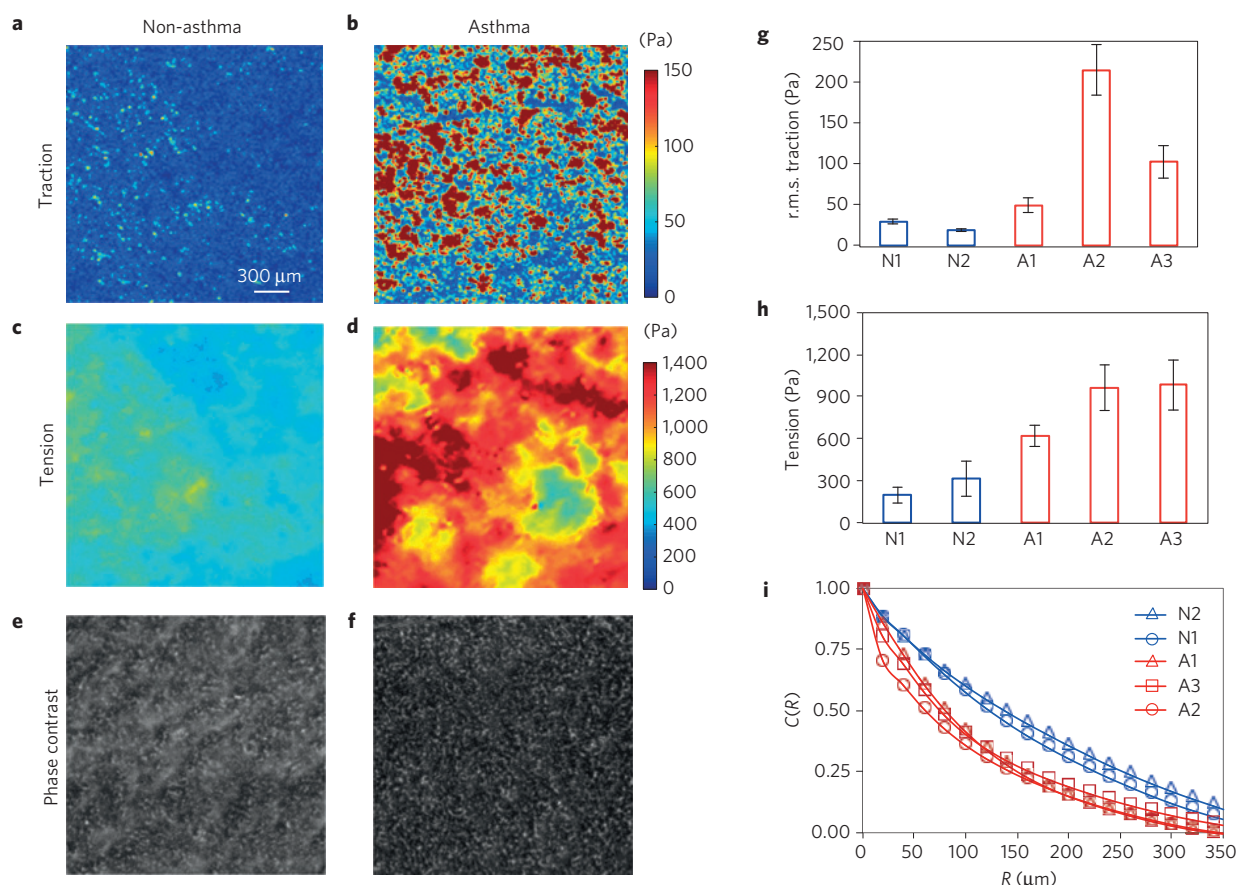 a
Non-asthma
b
Asthma
(Pa)
150
100
50
0
Traction
300 μm
c
d
(Pa)
1,400
1,200
1,000
800
600
400
200
0
Tension
e
f
Phase contrast
g
250
200
150
100
50
0
r.m.s. traction (Pa)
N1 N2 A1 A2 A3
h
1,500
1,200
900
600
300
0
Tension (Pa)
N1 N2 A1 A2 A3
i
1.00
0.75
0.50
0.25
0.00
C(R)
N2
N1
A1
A3
A2
0 50 100 150 200 250 300 350
R (μm)